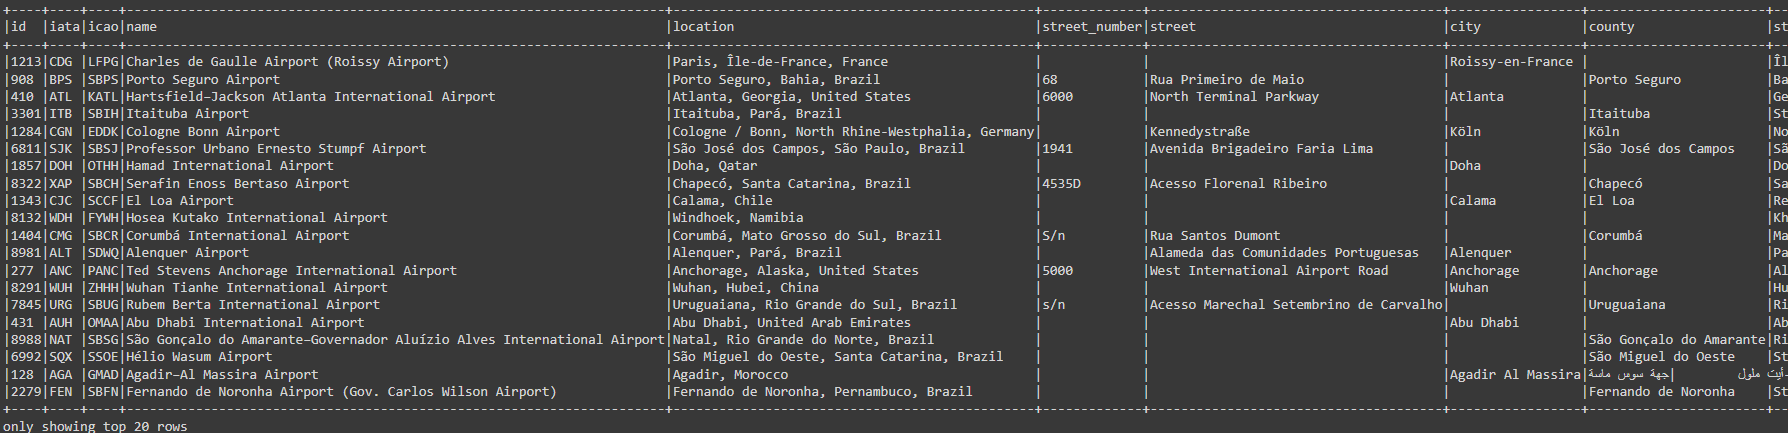 +----+----+----+------------------------------------------------------------------+---------------------------------------------+-------------+-------------------------------------+-----------------+-----------------------+--
|id  |iata|icao|name                                                              |location                                     |street_number|street                               |city             |county                 |st
+----+----+----+------------------------------------------------------------------+---------------------------------------------+-------------+-------------------------------------+-----------------+-----------------------+--
|1213|CDG |LFPG|Charles de Gaulle Airport (Roissy Airport)                        |Paris, Île-de-France, France                 |             |                                     |Roissy-en-France |                       |Îl
|908 |BPS |SBPS|Porto Seguro Airport                                              |Porto Seguro, Bahia, Brazil                  |68           |Rua Primeiro de Maio                 |                 |Porto Seguro           |Ba
|410 |ATL |KATL|Hartsfield–Jackson Atlanta International Airport                  |Atlanta, Georgia, United States              |6000         |North Terminal Parkway               |Atlanta          |                       |Ge
|3301|ITB |SBIH|Itaituba Airport                                                  |Itaituba, Pará, Brazil                       |             |                                     |                 |Itaituba               |St
|1284|CGN |EDDK|Cologne Bonn Airport                                              |Cologne / Bonn, North Rhine-Westphalia, Germany|             |Kennedystraße                        |Köln             |Köln                   |No
|6811|SJK |SBSJ|Professor Urbano Ernesto Stumpf Airport                           |São José dos Campos, São Paulo, Brazil       |1941         |Avenida Brigadeiro Faria Lima        |                 |São José dos Campos    |Sã
|1857|DOH |OTHH|Hamad International Airport                                       |Doha, Qatar                                  |             |                                     |Doha             |                       |Do
|8322|XAP |SBCH|Serafin Enoss Bertaso Airport                                     |Chapecó, Santa Catarina, Brazil              |4535D        |Acesso Florenal Ribeiro              |                 |Chapecó                |Sa
|1343|CJC |SCCF|El Loa Airport                                                    |Calama, Chile                                |             |                                     |Calama           |El Loa                 |Re
|8132|WDH |FYWH|Hosea Kutako International Airport                                |Windhoek, Namibia                            |             |                                     |                 |                       |Kh
|1404|CMG |SBCR|Corumbá International Airport                                     |Corumbá, Mato Grosso do Sul, Brazil          |S/n          |Rua Santos Dumont                    |                 |Corumbá                |Ma
|8981|ALT |SDWQ|Alenquer Airport                                                  |Alenquer, Pará, Brazil                       |             |Alameda das Comunidades Portuguesas  |Alenquer         |                       |Pa
|277 |ANC |PANC|Ted Stevens Anchorage International Airport                       |Anchorage, Alaska, United States             |5000         |West International Airport Road      |Anchorage        |Anchorage              |Al
|8291|WUH |ZHHH|Wuhan Tianhe International Airport                                |Wuhan, Hubei, China                          |             |                                     |Wuhan            |                       |Hu
|7845|URG |SBUG|Rubem Berta International Airport                                 |Uruguaiana, Rio Grande do Sul, Brazil        |s/n          |Acesso Marechal Setembrino de Carvalho|                 |Uruguaiana             |Ri
|431 |AUH |OMAA|Abu Dhabi International Airport                                   |Abu Dhabi, United Arab Emirates              |             |                                     |Abu Dhabi        |                       |Ab
|8988|NAT |SBSG|São Gonçalo do Amarante–Governador Aluízio Alves International Airport|Natal, Rio Grande do Norte, Brazil           |             |                                     |                 |São Gonçalo do Amarante|Ri
|6992|SQX |SSOE|Hélio Wasum Airport                                               |São Miguel do Oeste, Santa Catarina, Brazil  |             |                                     |                 |São Miguel do Oeste    |St
|128 |AGA |GMAD|Agadir–Al Massira Airport                                         |Agadir, Morocco                              |             |                                     |Agadir Al Massira|أيت ملول |جهة سوس ماسة
|2279|FEN |SBFN|Fernando de Noronha Airport (Gov. Carlos Wilson Airport)          |Fernando de Noronha, Pernambuco, Brazil      |             |                                     |                 |Fernando de Noronha    |St
+----+----+----+------------------------------------------------------------------+---------------------------------------------+-------------+-------------------------------------+-----------------+-----------------------+--
only showing top 20 rows